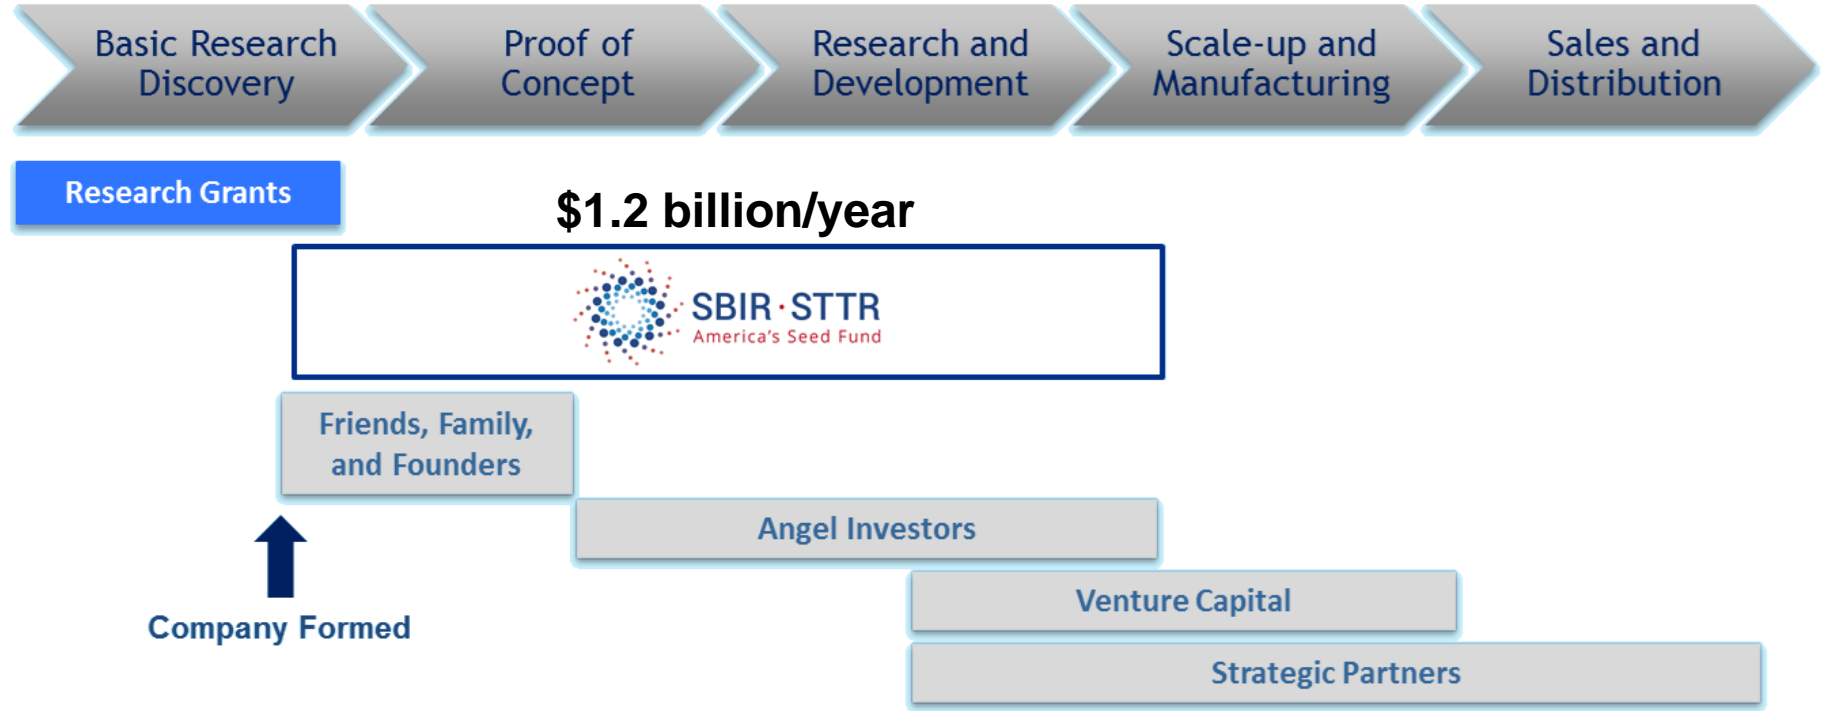 Basic Research
Discovery
Proof of
Concept
Research and
Development
Scale-up and
Manufacturing
Sales and
Distribution
Research Grants
$1.2 billion/year
SBIR·STTR
America's Seed Fund
Friends, Family,
and Founders
Angel Investors
Company Formed
Venture Capital
Strategic Partners